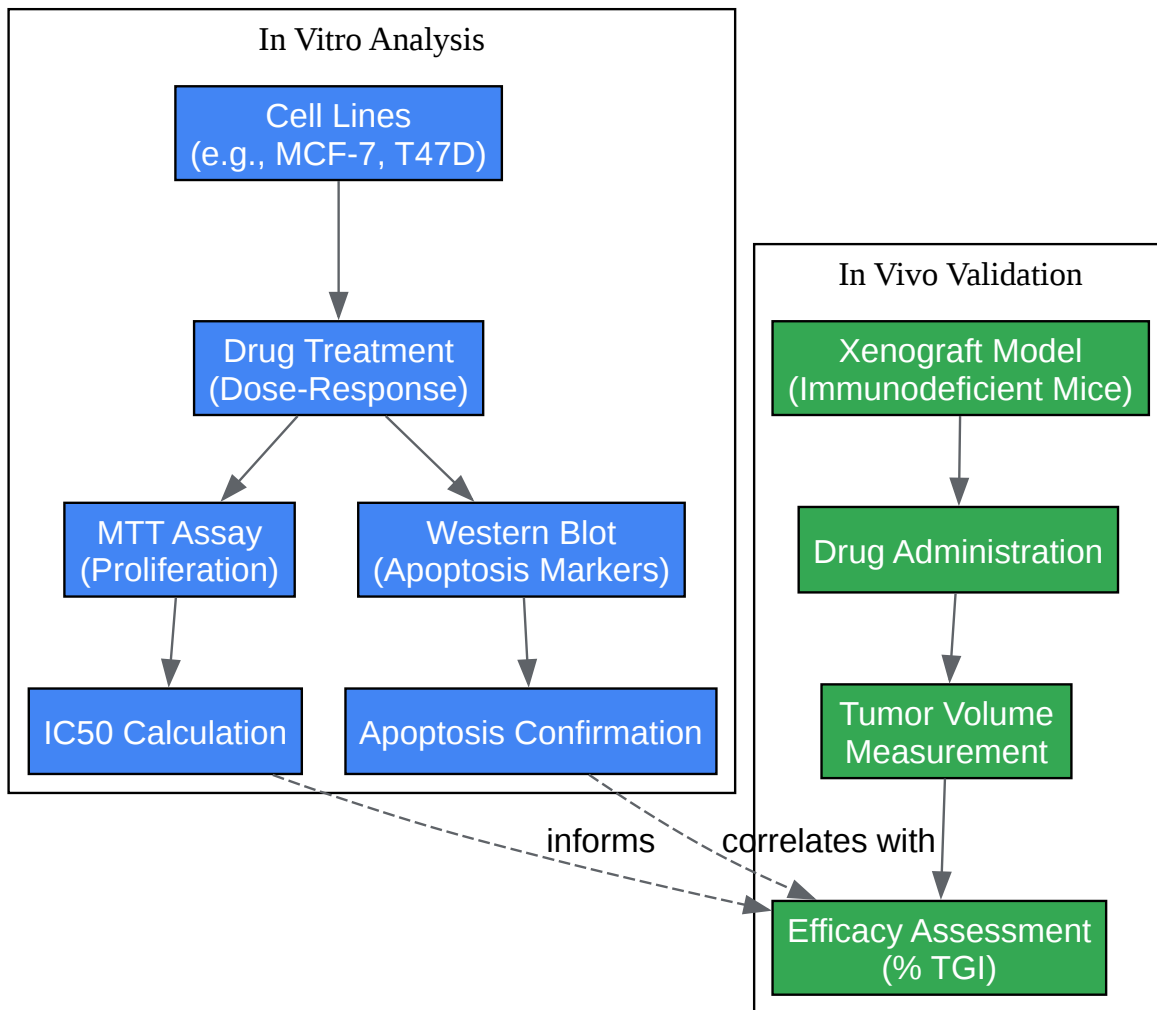 In Vitro Analysis
Cell Lines
(e.g., MCF-7, T47D)
Drug Treatment
(Dose-Response)
MTT Assay
(Proliferation)
Western Blot
(Apoptosis Markers)
IC50 Calculation
Apoptosis Confirmation
informs
correlates with
In Vivo Validation
Xenograft Model
(Immunodeficient Mice)
Drug Administration
Tumor Volume
Measurement
Efficacy Assessment
(% TGI)